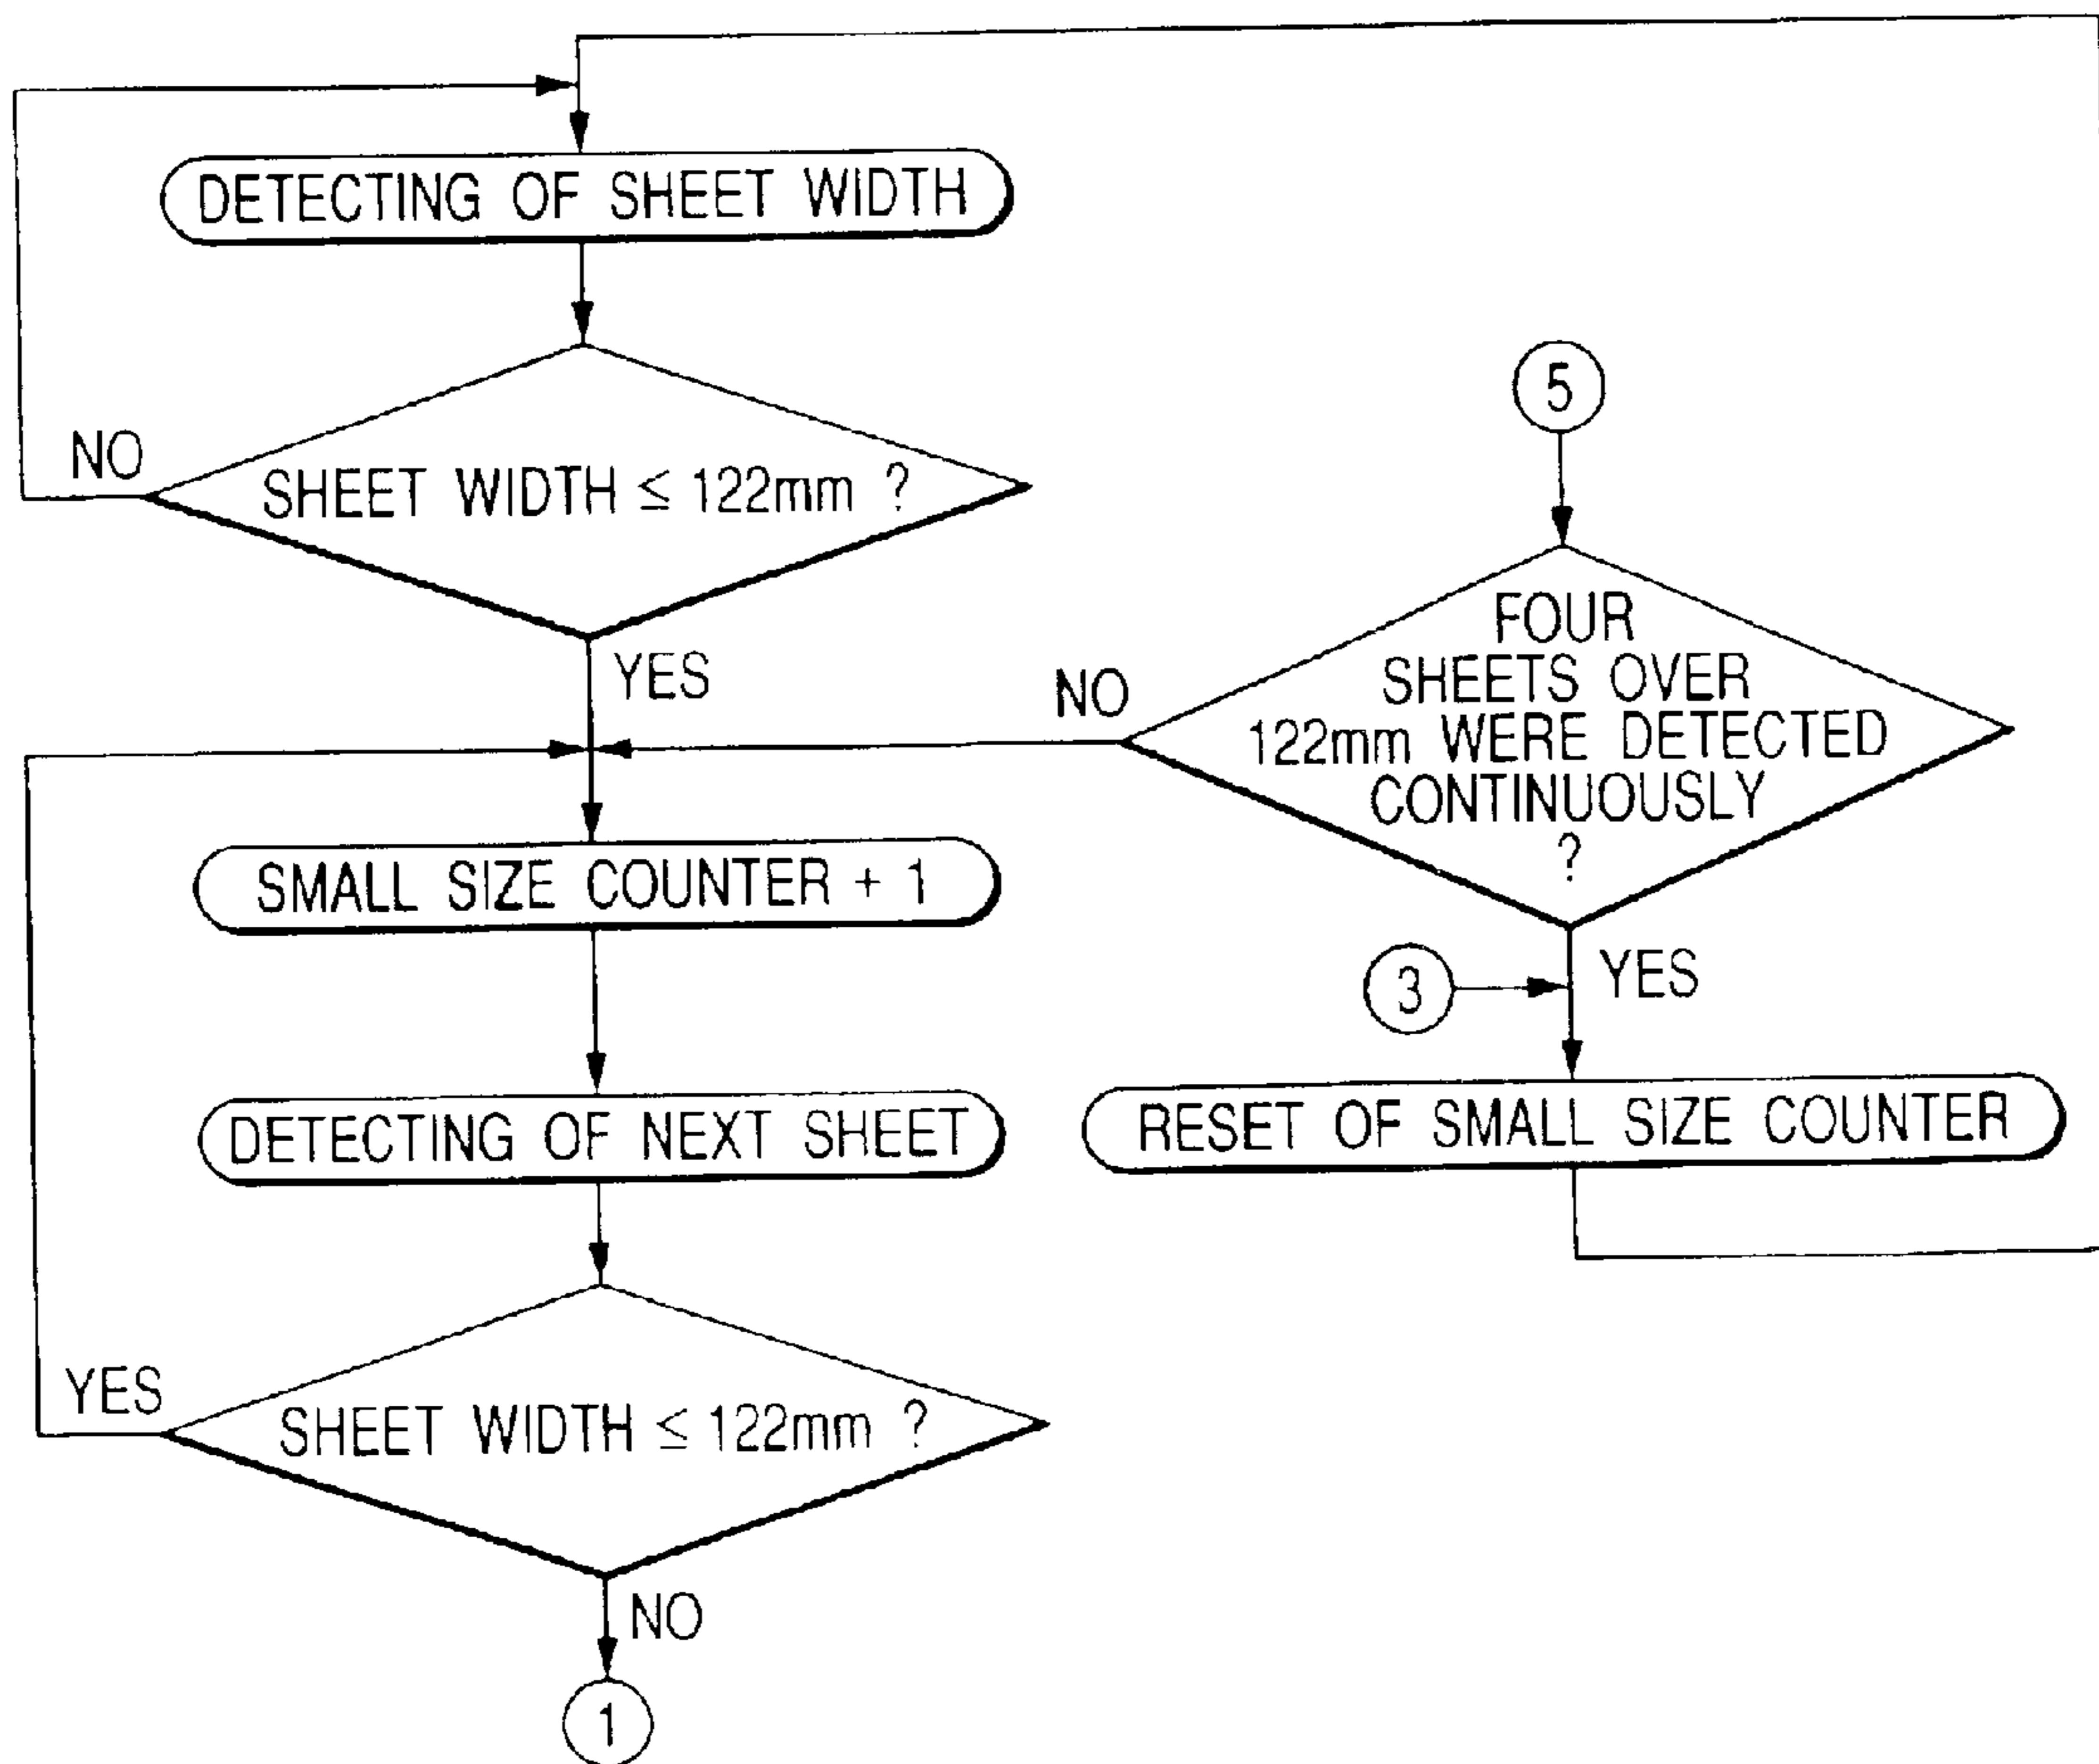 DETECTING OF SHEET WIDTH
NO
SHEET WIDTH ≤ 122mm ?
YES
SMALL SIZE COUNTER + 1
DETECTING OF NEXT SHEET
YES
SHEET WIDTH ≤ 122mm ?
NO
1
5
FOUR
SHEETS OVER
122mm WERE DETECTED
CONTINUOUSLY
?
NO
YES
3
RESET OF SMALL SIZE COUNTER